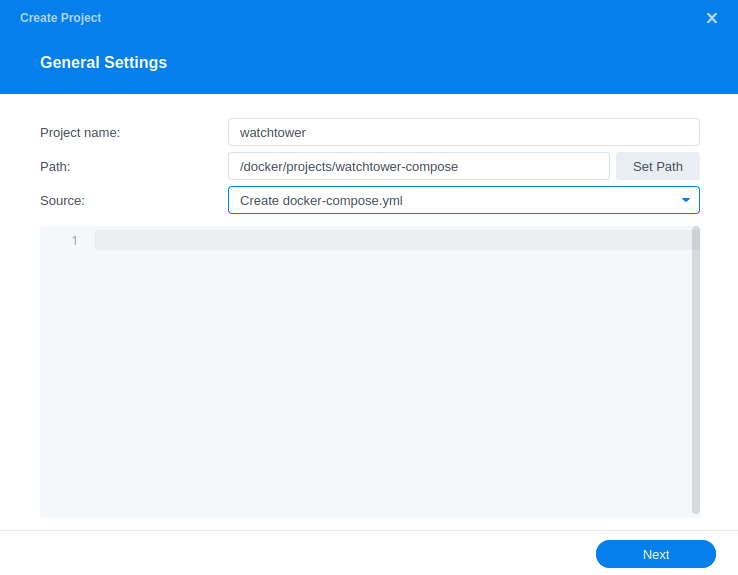 Create Project
General Settings
Project name: watchtower
Path: /docker/projects/watchtower-compose Set Path
Source: Create docker-compose.yml
1
Next